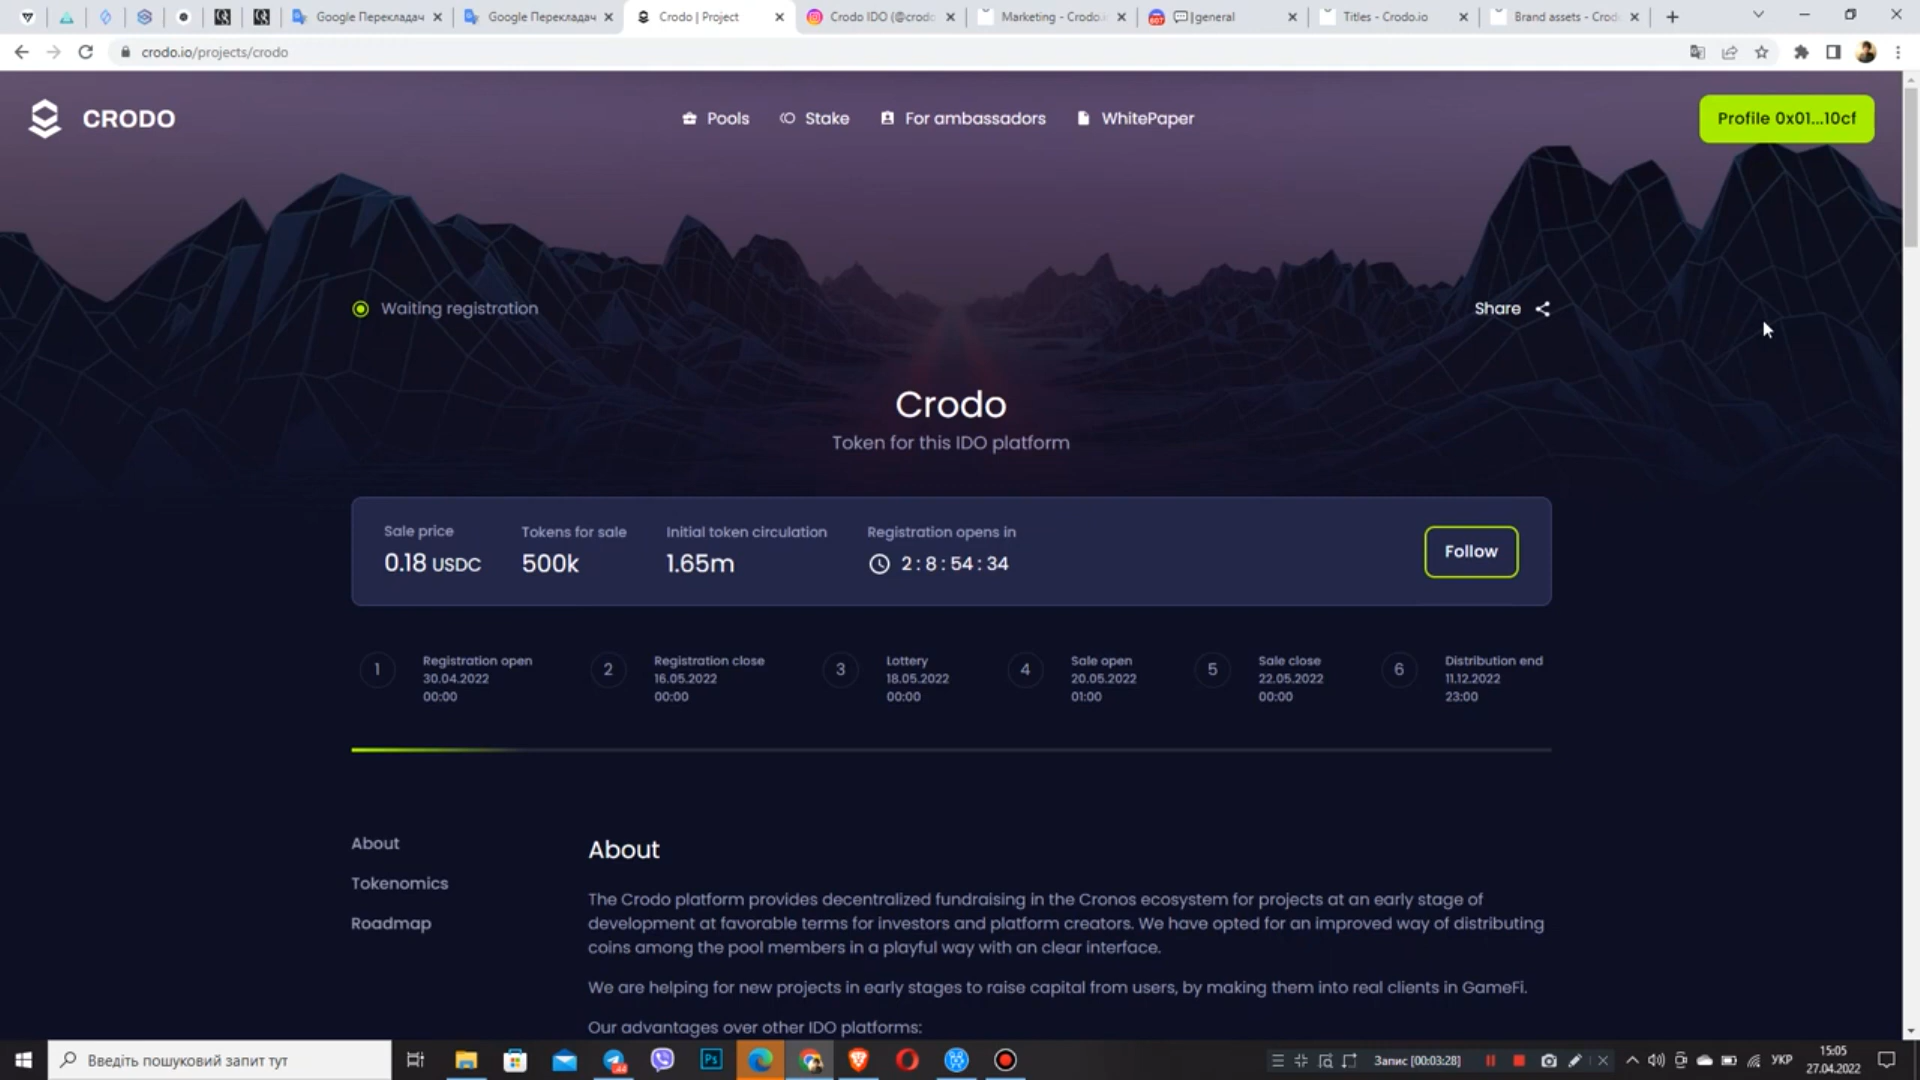 Google Перекладач
Google Перекладач
Crodo | Project
Crodo IDO (@crodo
Marketing - Crodo.i
|general
Titles - Crodo.io
Brand assets - Crod
crodo.io/projects/crodo
CRODO
Pools
Stake
For ambassadors
WhitePaper
Profile 0x01...10cf
Waiting registration
Share
Crodo
Token for this IDO platform
Sale price
0.18 USDC
Tokens for sale
500k
Initial token circulation
1.65m
Registration opens in
2 : 8 : 54 : 34
Follow
1
Registration open
30.04.2022
00:00
2
Registration close
16.05.2022
00:00
3
Lottery
18.05.2022
00:00
4
Sale open
20.05.2022
01:00
5
Sale close
22.05.2022
00:00
6
Distribution end
11.12.2022
23:00
About
Tokenomics
Roadmap
About
The Crodo platform provides decentralized fundraising in the Cronos ecosystem for projects at an early stage of
development at favorable terms for investors and platform creators. We have opted for an improved way of distributing
coins among the pool members in a playful way with an clear interface.
We are helping for new projects in early stages to raise capital from users, by making them into real clients in GameFi.
Our advantages over other IDO platforms:
Введіть пошуковий запит тут
Ps
44
Запис [00:03:28]
УКР
15:05
27.04.2022